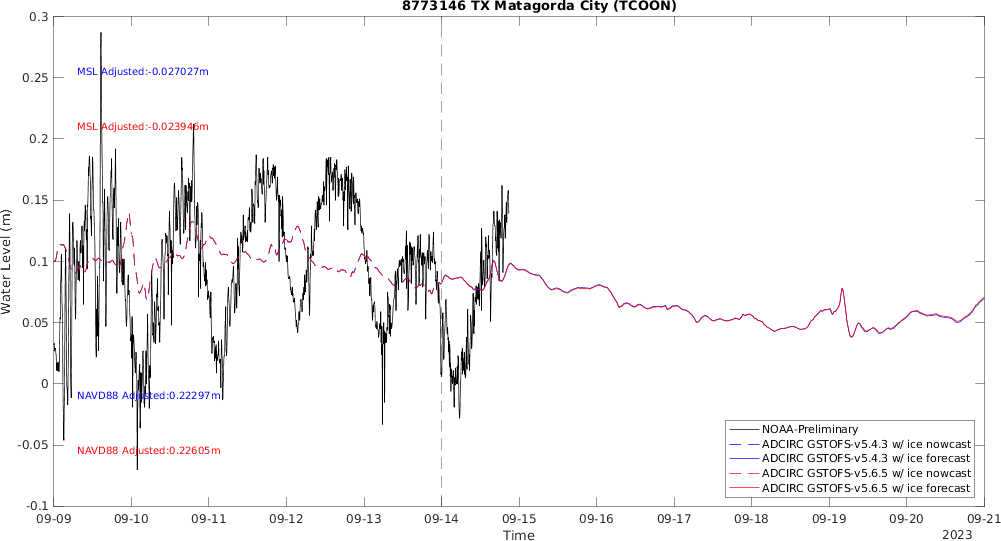 8773146 TX Matagorda City (TCOON)
0.3
0.25
0.2
0.15
0.1
0.05
0
-0.05
-0.1
Water Level (m)
MSL Adjusted:-0.027027m
MSL Adjusted:-0.023946m
NAVD88 Adjusted:0.22297m
NAVD88 Adjusted:0.22605m
NOAA-Preliminary
ADCIRC GSTOFS-v5.4.3 w/ ice nowcast
ADCIRC GSTOFS-v5.4.3 w/ ice forecast
ADCIRC GSTOFS-v5.6.5 w/ ice nowcast
ADCIRC GSTOFS-v5.6.5 w/ ice forecast
09-09 09-10 09-11 09-12 09-13 09-14 09-15 09-16 09-17 09-18 09-19 09-20 09-21
Time
2023